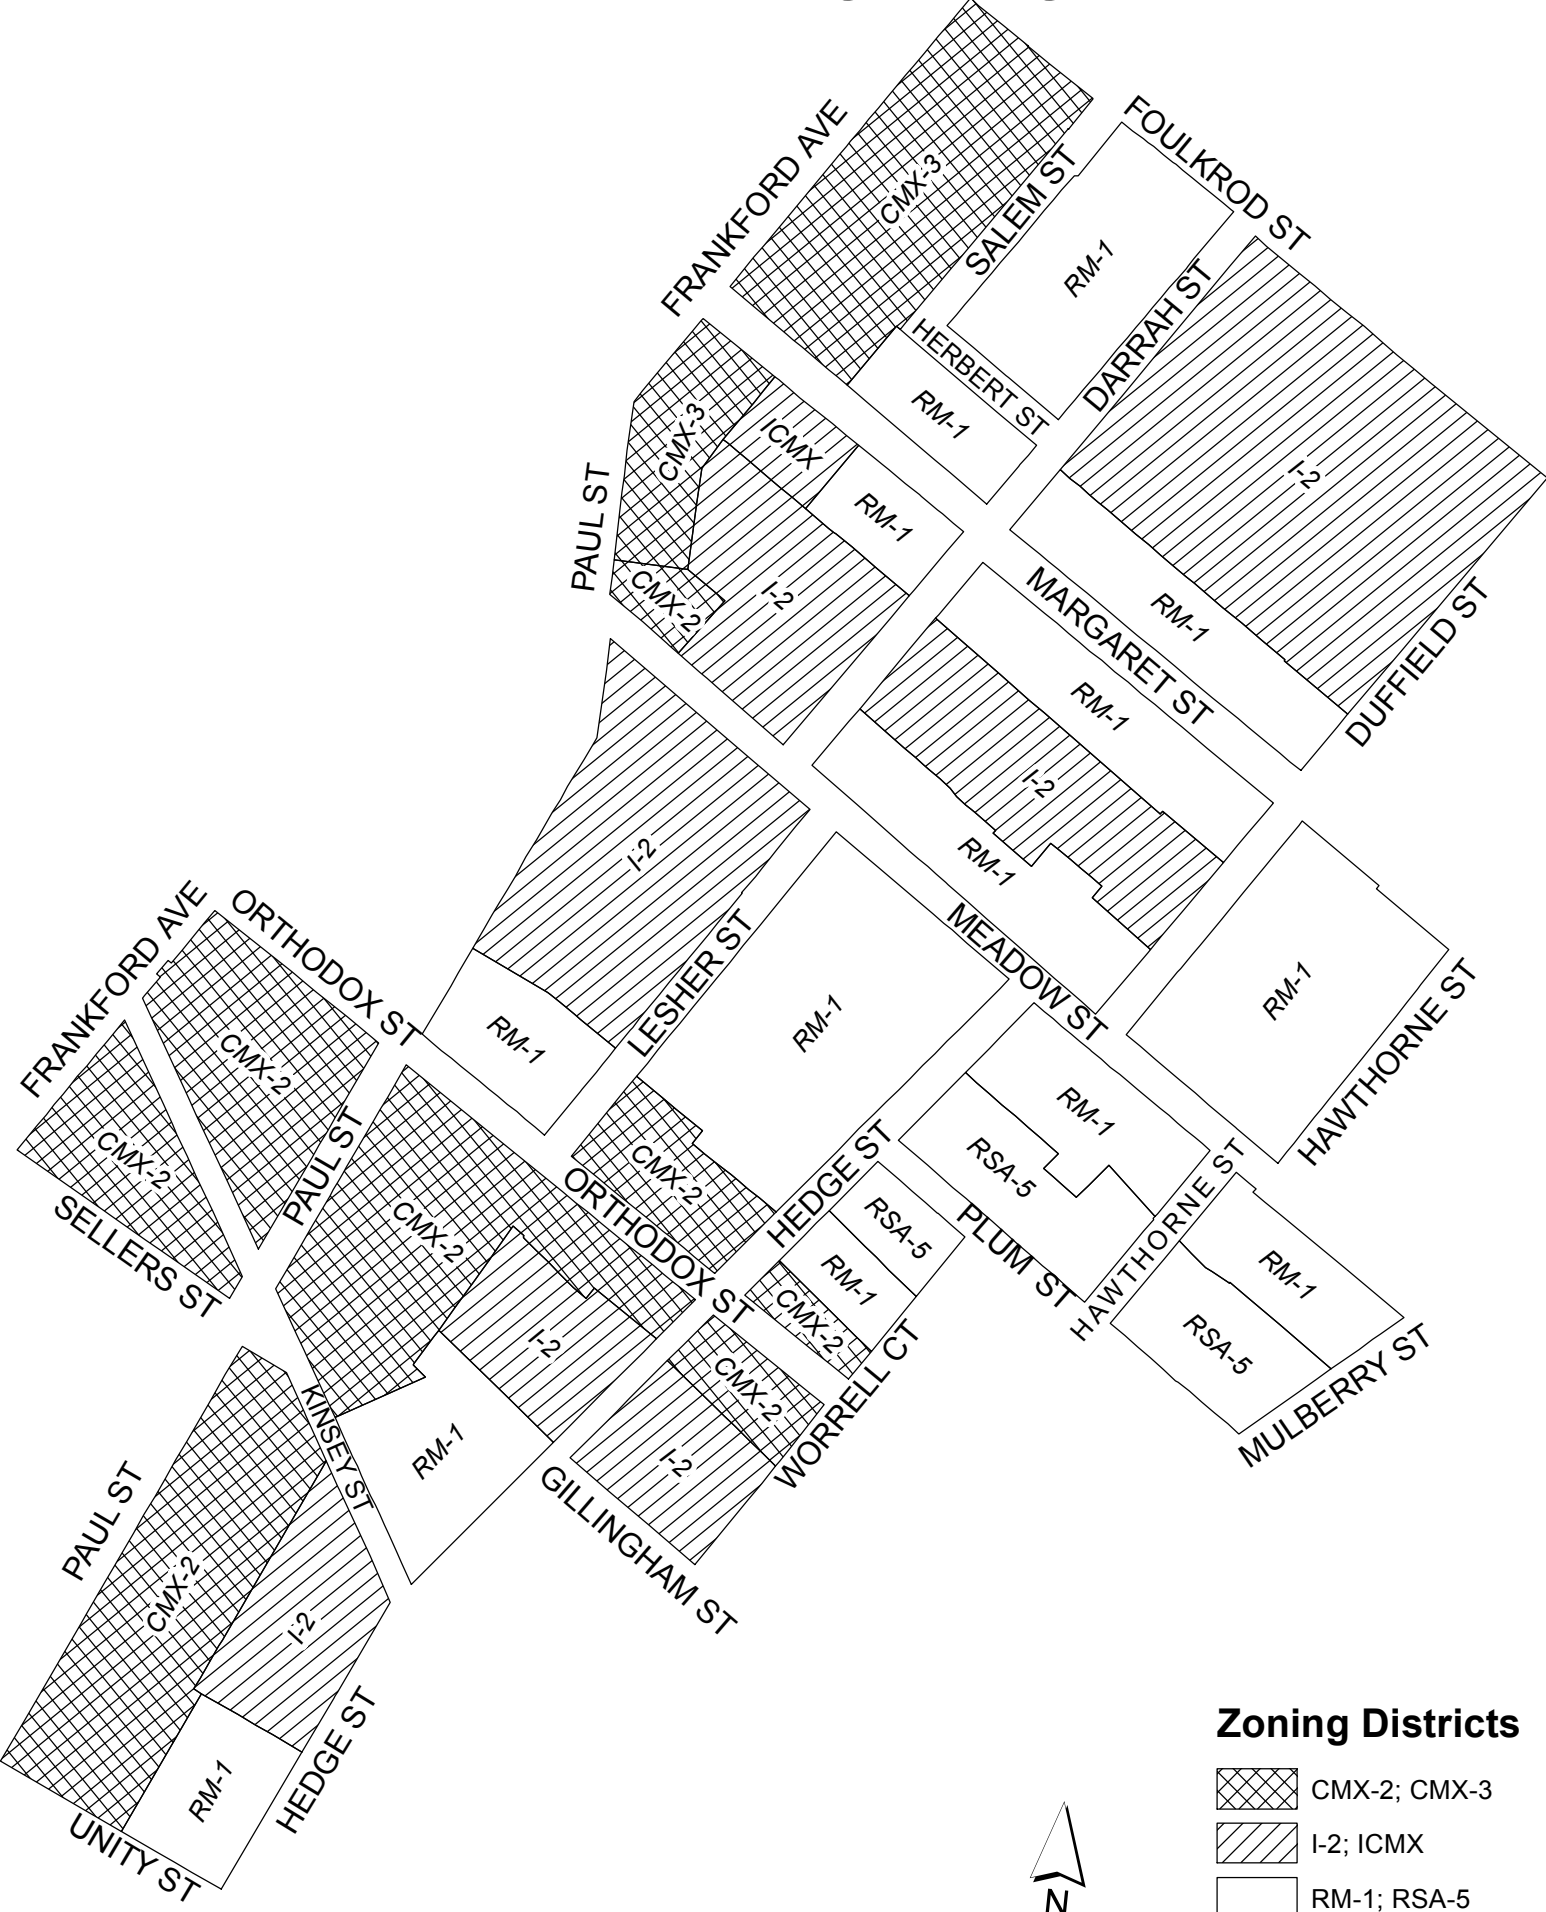 FOULKROD ST
FRANKFORD AVE
CMX-3
SALEM ST
RM-1
DARRAH ST
HERBERT ST
RM-1
CMX-3
ICMX
I-2
RM-1
PAUL ST
CMX-2
I-2
MARGARET ST
RM-1
DUFFIELD ST
RM-1
I-2
I-2
RM-1
FRANKFORD AVE
ORTHODOX ST
MEADOW ST
LESHER ST
RM-1
RM-1
HAWTHORNE ST
RM-1
CMX-2
RM-1
CMX-2
PAUL ST
SELLERS ST
CMX-2
CMX-2
ORTHODOX ST
HEDGE ST
RSA-5
PLUM ST
HAWTHORNE ST
RSA-5
RM-1
CMX-2
RM-1
RSA-5
MULBERRY ST
I-2
CMX-2
WORRELL CT
I-2
KINSEY ST
RM-1
GILLINGHAM ST
PAUL ST
CMX-2
I-2
HEDGE ST
RM-1
UNITY ST
Zoning Districts
CMX-2; CMX-3
I-2; ICMX
RM-1; RSA-5
N